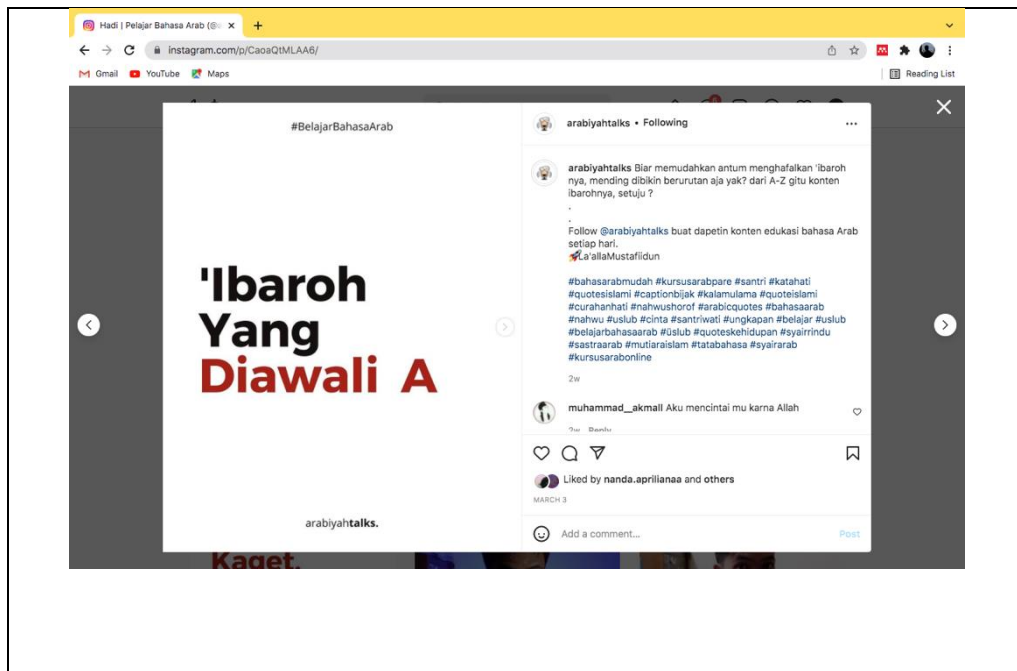 Hadi | Pelajar Bahasa Arab (@a
instagram.com/p/CaoaQtMLAA6/
Gmail YouTube Maps
Reading List
#BelajarBahasaArab
'Ibaroh
Yang
Diawali A
arabiyahtalks.
arabiyahtalks • Following
arabiyahtalks Biar memudahkan antum menghafalkan 'ibaroh
nya, mending dibikin berurutan aja yak? dari A-Z gitu konten
ibarohnya, setuju ?
.
.
Follow @arabiyahtalks buat dapetin konten edukasi bahasa Arab
setiap hari.
🚀La'allaMustafiidun
#bahasarabmudah #kursusarabpare #santri #katahati
#quotesislami #captionbijak #kalamulama #quoteislami
#curahanhati #nahwushorof #arabicquotes #bahasaarab
#nahwu #uslub #cinta #santriwati #ungkapan #belajar #uslub
#belajarbahasaarab #üslub #quoteskehidupan #syairrindu
#sastraarab #mutiaraislam #tatabahasa #syairarab
#kursusarabonline
2w
muhammad__akmall Aku mencintai mu karna Allah
2w Reply
Liked by nanda.aprilianaa and others
MARCH 3
Add a comment...
Post
Kaget.